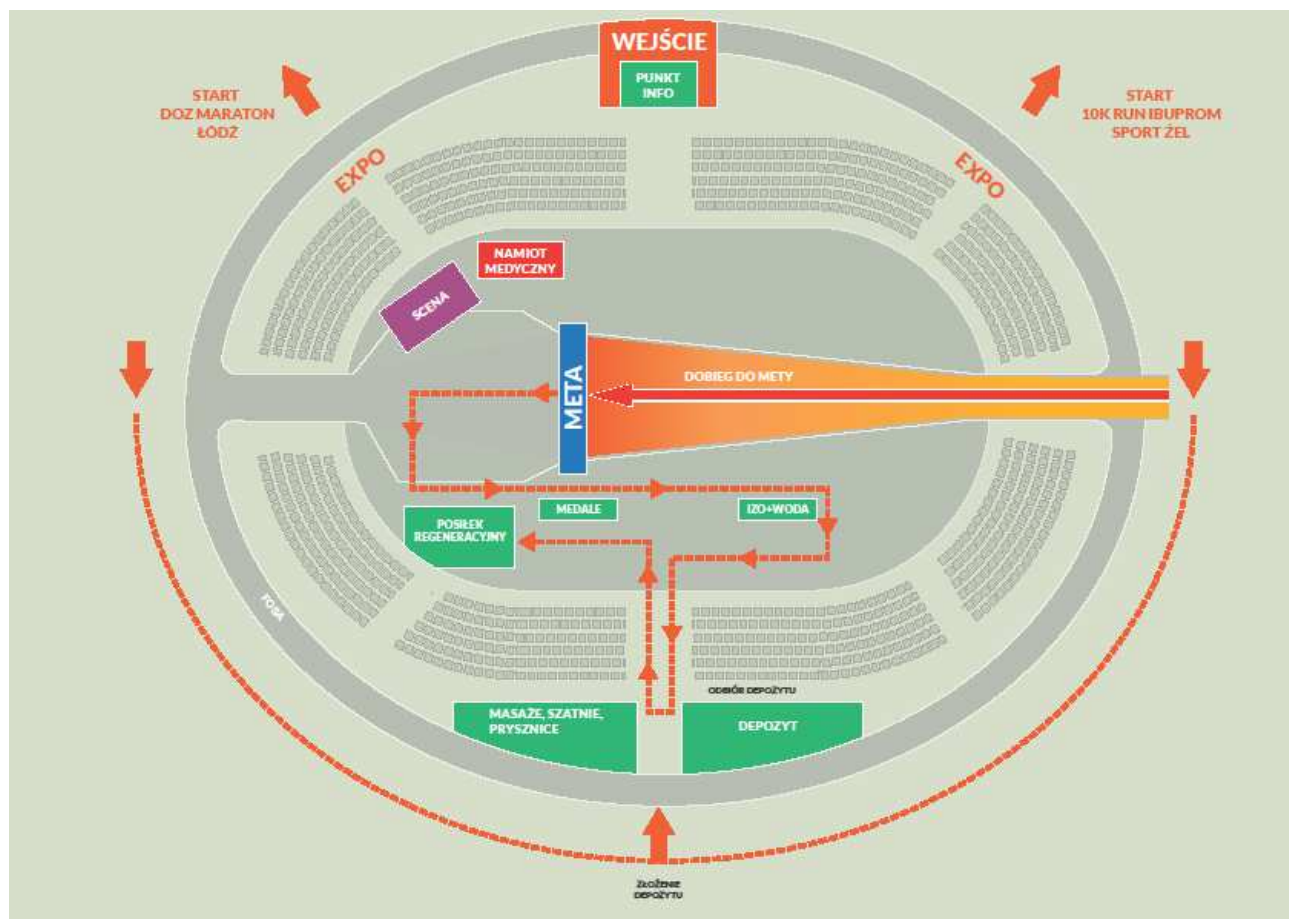 WEJŚCIE
PUNKT
INFO
START
DOZ MARATON
ŁÓDŹ
START
10K RUN IBUPROM
SPORT ŻEL
EXPO
EXPO
NAMIOT
MEDYCZNY
SCENA
DOBIEG DO METY
META
MEDALE
IZO+WODA
POSIŁEK
REGENERACYJNY
FOSA
ODBIÓR DEPOZYTU
MASAŻE, SZATNIE,
PRYSZNICE
DEPOZYT
ZŁOŻENIE
DEPOZYTU